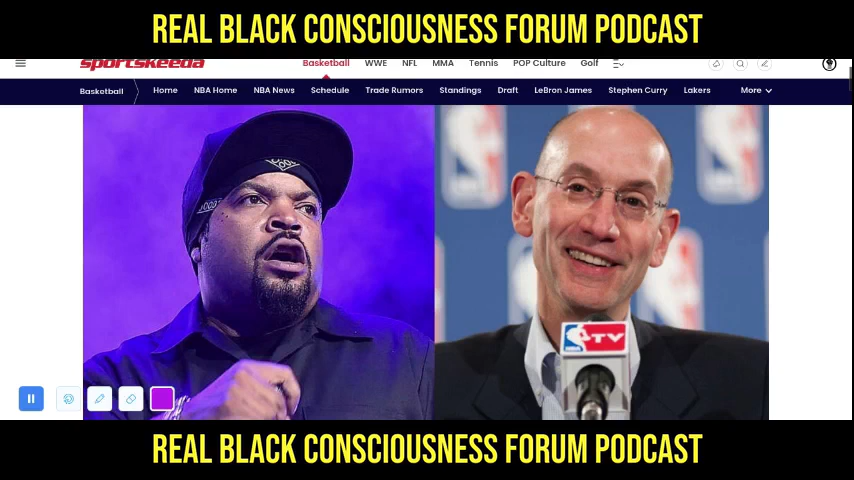 REAL BLACK CONSCIOUSNESS FORUM PODCAST
sportskeeda
Basketball WWE NFL MMA Tennis POP Culture Golf
Basketball Home NBA Home NBA News Schedule Trade Rumors Standings Draft LeBron James Stephen Curry Lakers More
NBA TV
REAL BLACK CONSCIOUSNESS FORUM PODCAST